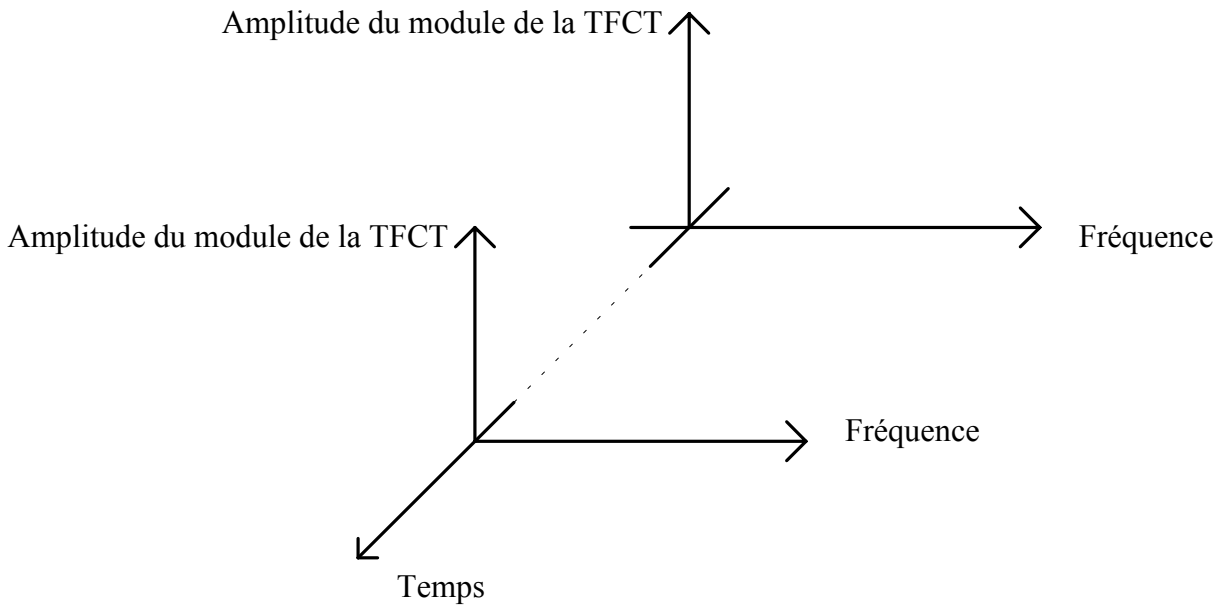 Amplitude du module de la TFCT
Amplitude du module de la TFCT
Fréquence
Fréquence
Temps